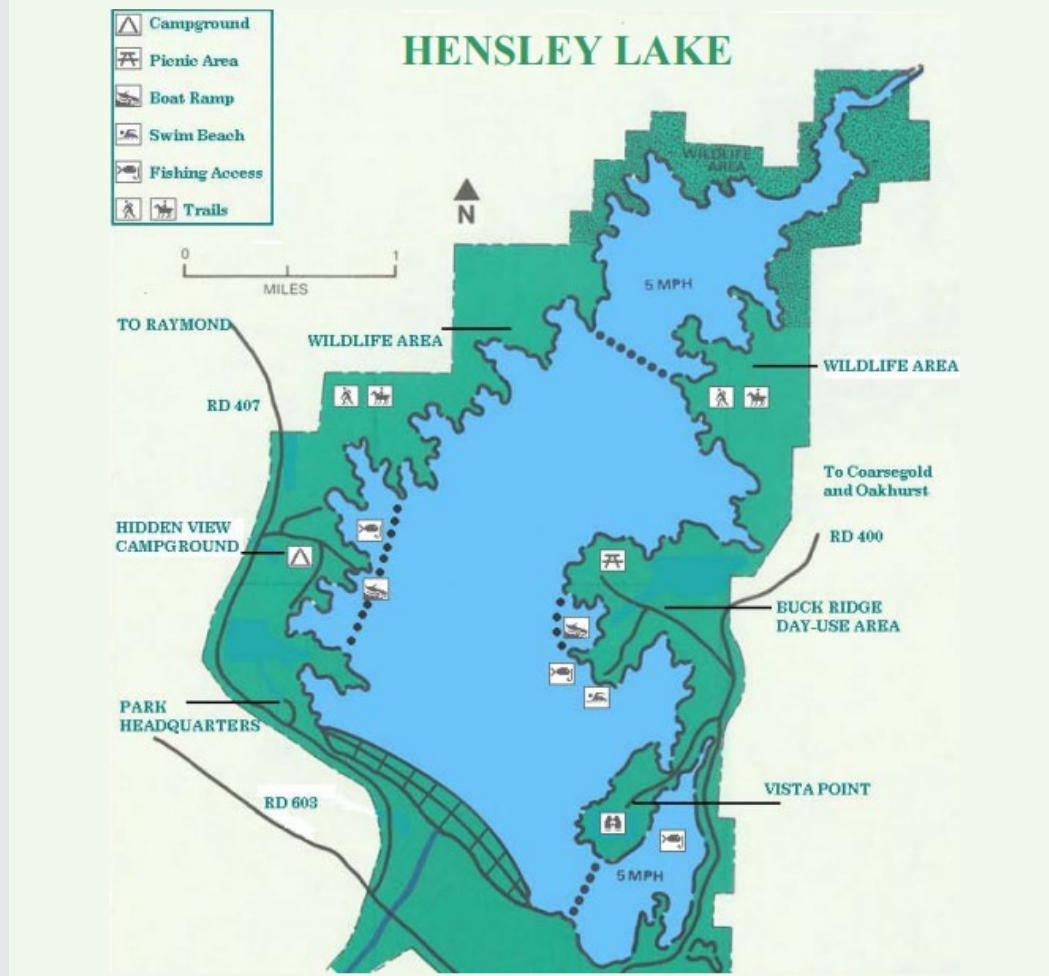 HENSLEY LAKE
Campground
Picnic Area
Boat Ramp
Swim Beach
Fishing Access
Trails
N
0 1
MILES
WILDLIFE
AREA
5 MPH
TO RAYMOND
WILDLIFE AREA
WILDLIFE AREA
RD 407
To Coarsegold
and Oakhurst
HIDDEN VIEW
CAMPGROUND
RD 400
BUCK RIDGE
DAY-USE AREA
PARK
HEADQUARTERS
VISTA POINT
RD 603
5 MPH